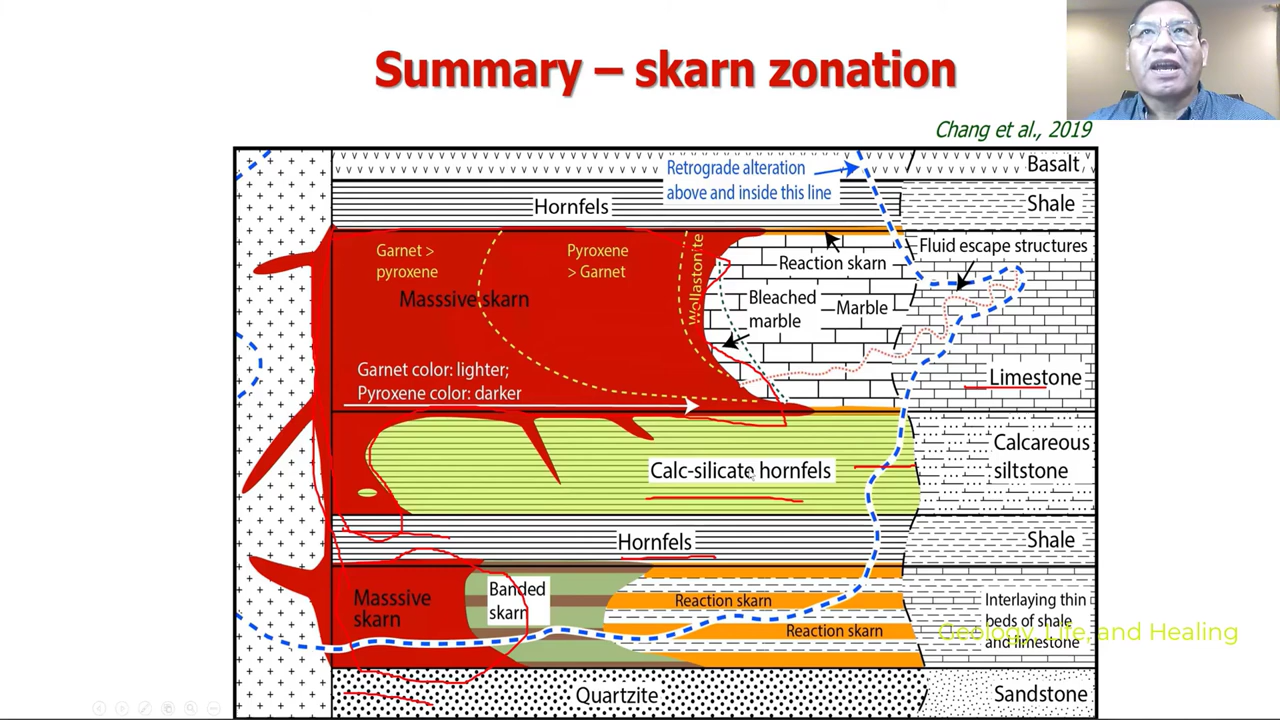 Summary – skarn zonation
Chang et al., 2019
Retrograde alteration
above and inside this line
Basalt
Hornfels
Shale
Garnet >
pyroxene
Pyroxene
> Garnet
Wollastonite
Reaction skarn
Fluid escape structures
Masssive skarn
Bleached
marble
Marble
Garnet color: lighter;
Pyroxene color: darker
Limestone
Calc-silicate hornfels
Calcareous
siltstone
Hornfels
Shale
Masssive
skarn
Banded
skarn
Reaction skarn
Reaction skarn
Interlaying thin
beds of shale
and limestone
Geology, Life, and Healing
Quartzite
Sandstone